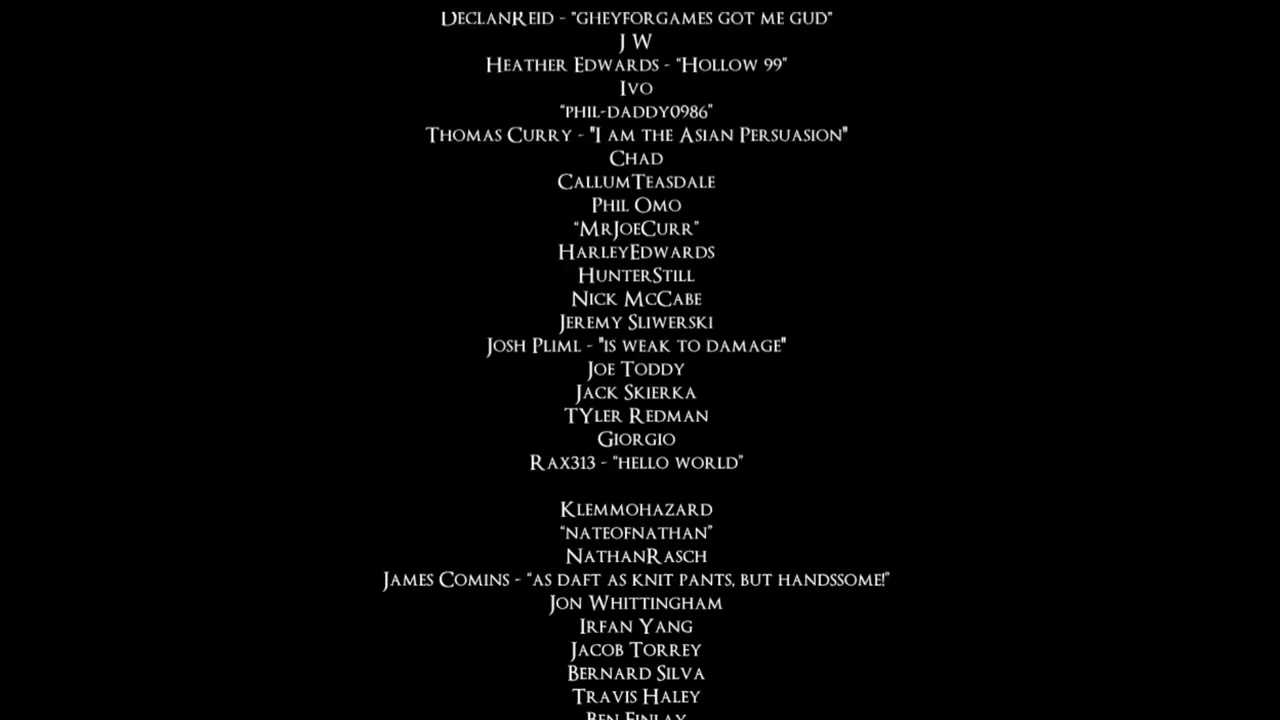 DeclanReid - "gheyforgames got me gud"
J W
Heather Edwards - “Hollow 99”
Ivo
“phil-daddy0986”
Thomas Curry - "I am the Asian Persuasion"
Chad
CallumTeasdale
Phil Omo
“MrJoeCurr”
HarleyEdwards
HunterStill
Nick McCabe
Jeremy Sliwerski
Josh Pliml - "is weak to damage"
Joe Toddy
Jack Skierka
TYler Redman
Giorgio
Rax313 - “hello world”
Klemmohazard
“nateofnathan”
NathanRasch
James Comins - “as daft as knit pants, but handssome!”
Jon Whittingham
Irfan Yang
Jacob Torrey
Bernard Silva
Travis Haley
Ben Finlay